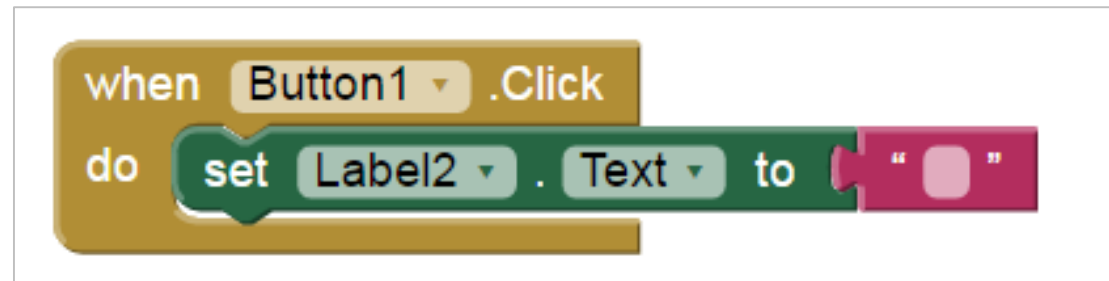 when Button1 .Click
do set Label2 . Text to “ ”